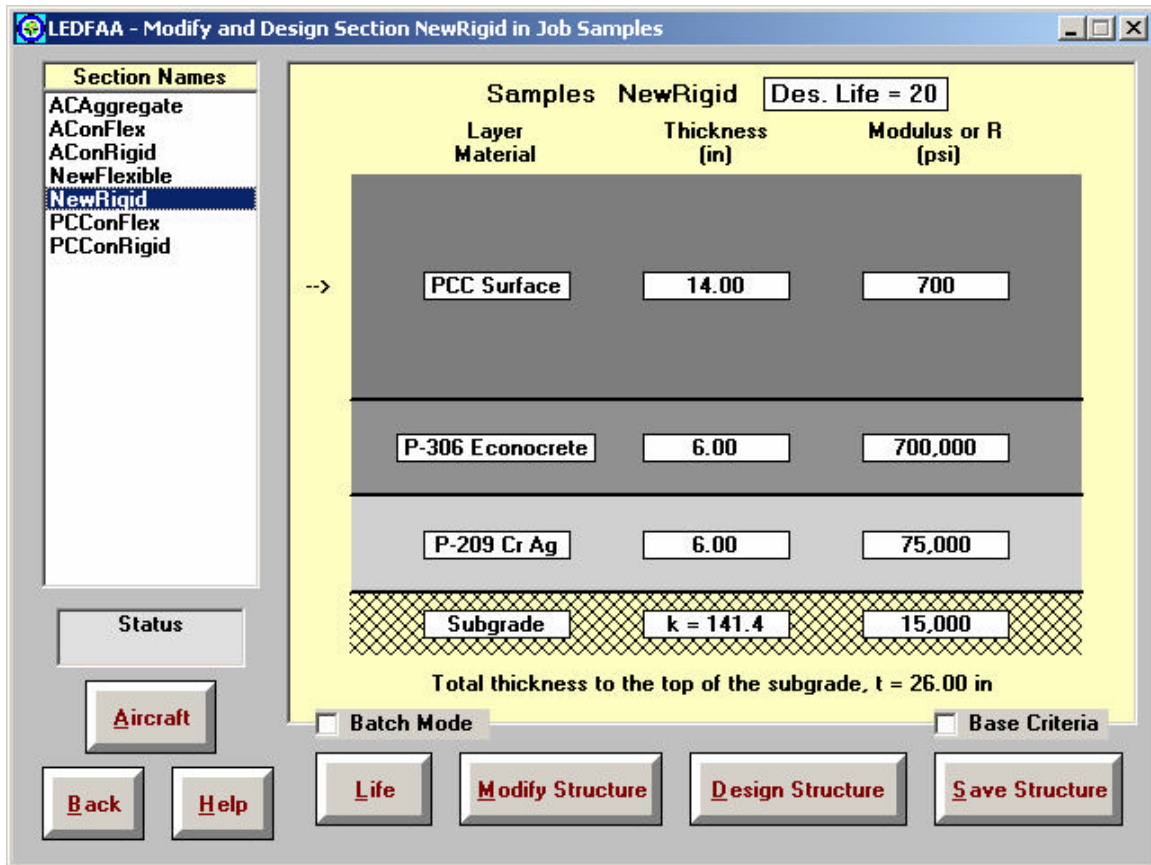 LEDFAA - Modify and Design Section NewRigid in Job Samples
Section Names
ACAggregate
AConFlex
AConRigid
NewFlexible
NewRigid
PCConFlex
PCConRigid
Status
Aircraft
Back Help
Samples NewRigid Des. Life = 20
Layer Thickness Modulus or R
Material (in) (psi)
--> PCC Surface 14.00 700
P-306 Econocrete 6.00 700,000
P-209 Cr Ag 6.00 75,000
Subgrade k = 141.4 15,000
Total thickness to the top of the subgrade, t = 26.00 in
Batch Mode Base Criteria
Life Modify Structure Design Structure Save Structure